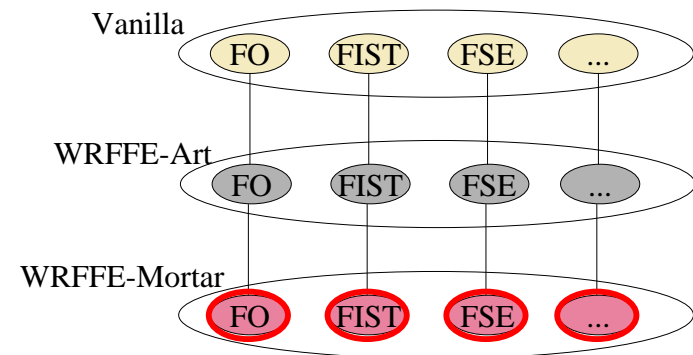 Vanilla
FO FIST FSE ...
WRFFE-Art
FO FIST FSE ...
WRFFE-Mortar
FO FIST FSE ...